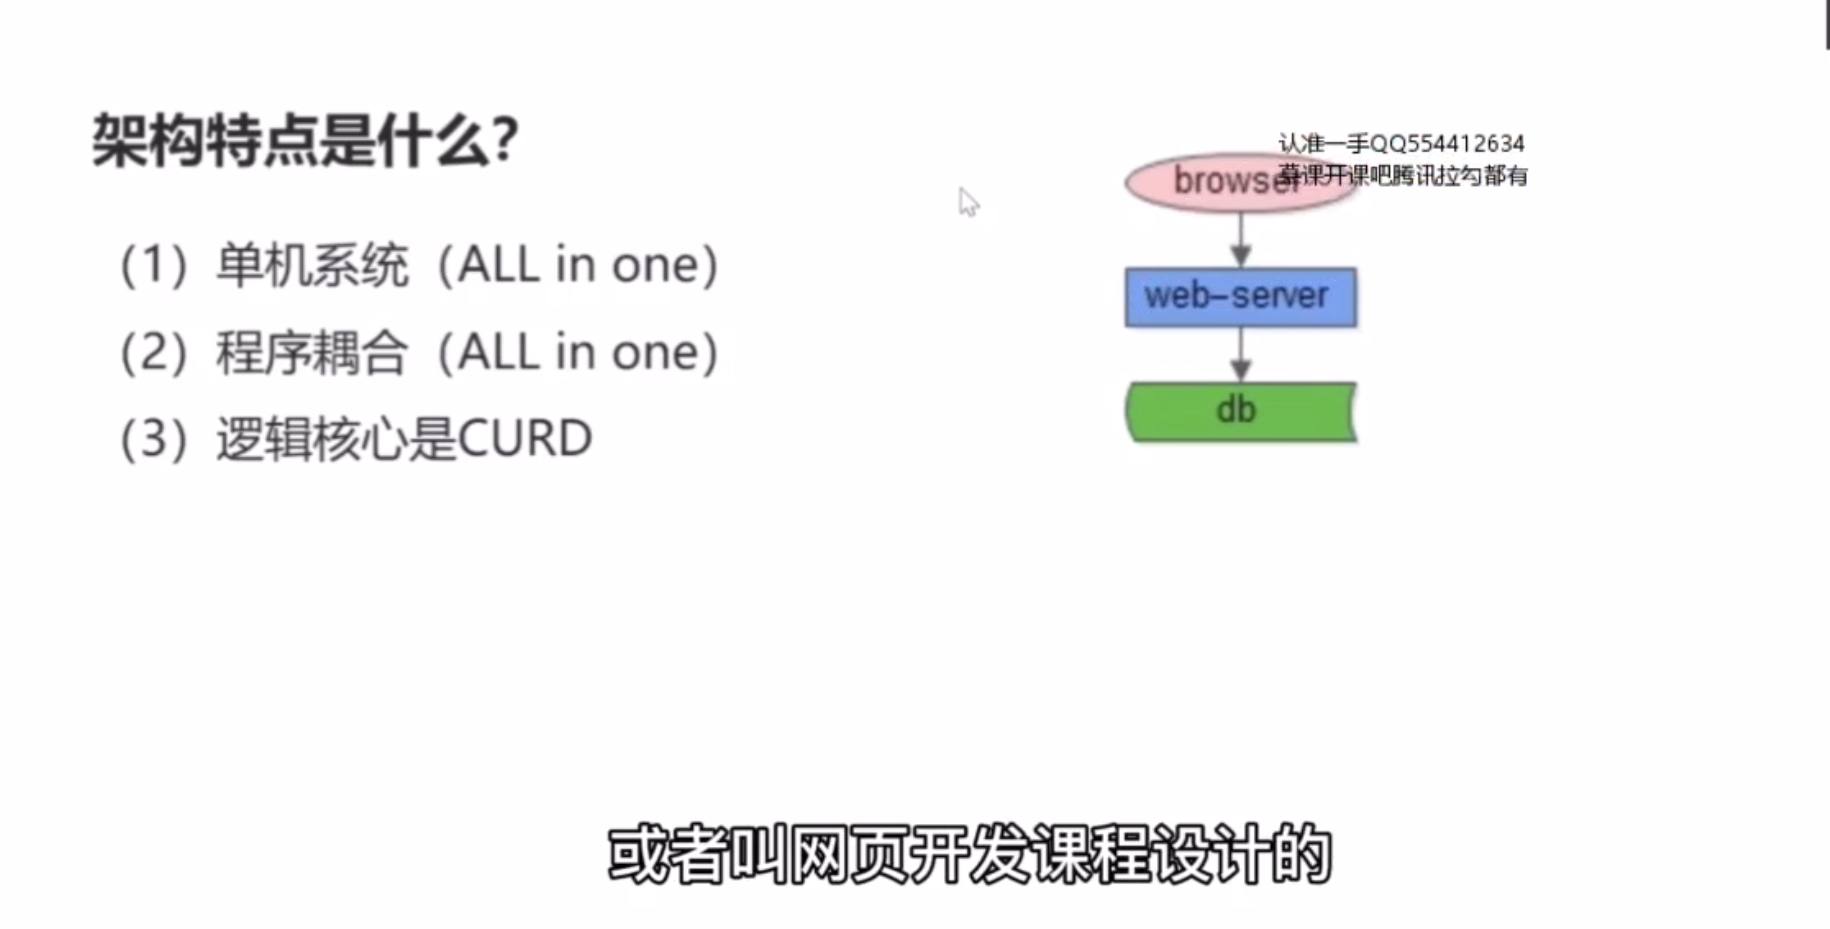 架构特点是什么？
（1）单机系统（ALL in one）
（2）程序耦合（ALL in one）
（3）逻辑核心是CURD
认准一手QQ554412634
慕课开课吧腾讯拉勾都有
browser
web-server
db
或者叫网页开发课程设计的